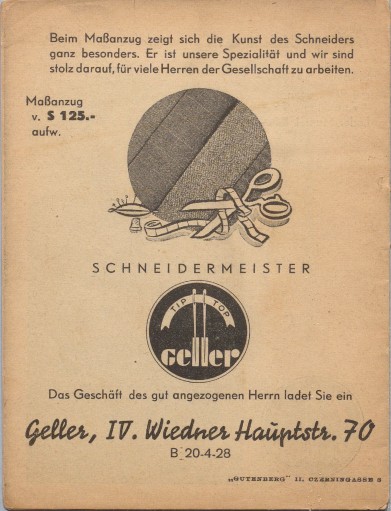 Beim Maßanzug zeigt sich die Kunst des Schneiders
ganz besonders. Er ist unsere Spezialität und wir sind
stolz darauf, für viele Herren der Gesellschaft zu arbeiten.
Maßanzug
v. S 125.-
aufw.
SCHNEIDERMEISTER
TIP TOP
Geller
Das Geschäft des gut angezogenen Herrn ladet Sie ein
Geller, IV. Wiedner Hauptstr. 70
B 20-4-28
„GUTENBERG" II. CZERNINGASSE 5